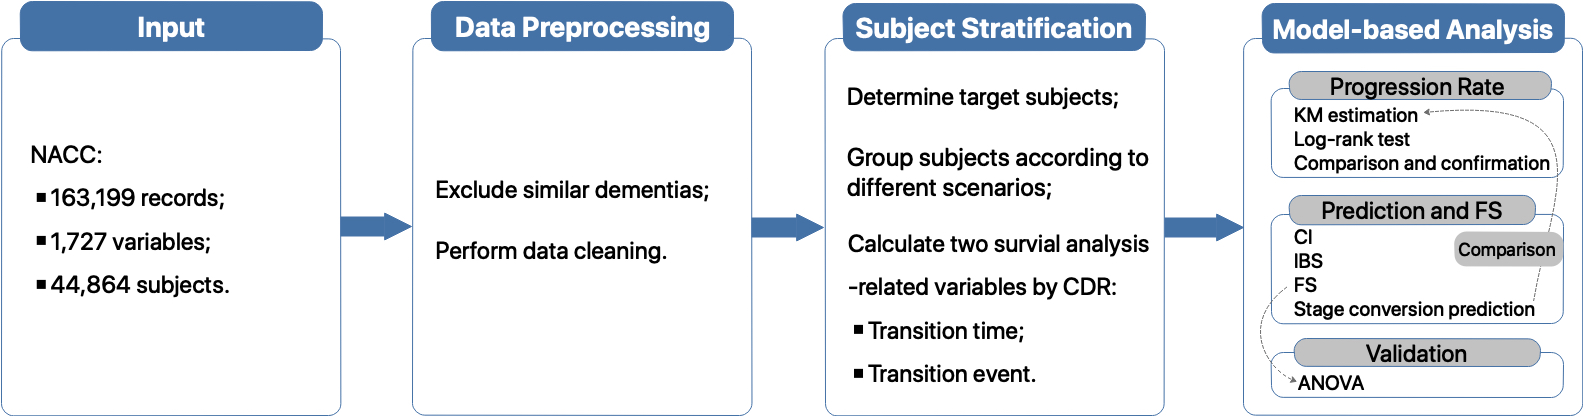 Input
NACC:
▪ 163,199 records;
▪ 1,727 variables;
▪ 44,864 subjects.
Data Preprocessing
Exclude similar dementias;
Perform data cleaning.
Subject Stratification
Determine target subjects;
Group subjects according to
different scenarios;
Calculate two survial analysis
-related variables by CDR:
▪ Transition time;
▪ Transition event.
Model-based Analysis
Progression Rate
KM estimation
Log-rank test
Comparison and confirmation
Prediction and FS
CI
IBS
FS
Stage conversion prediction
Comparison
Validation
ANOVA